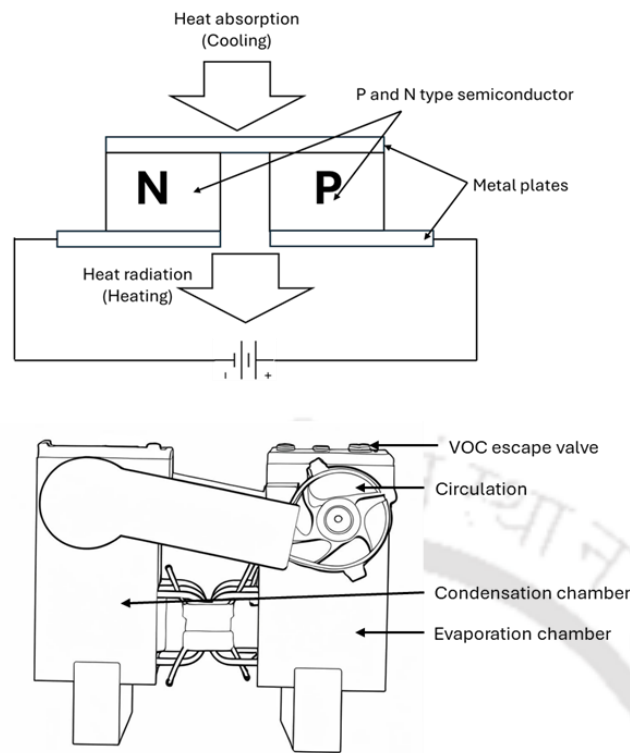 Heat absorption
(Cooling)
P and N type semiconductor
N
P
Metal plates
Heat radiation
(Heating)
+
VOC escape valve
Circulation
Condensation chamber
Evaporation chamber